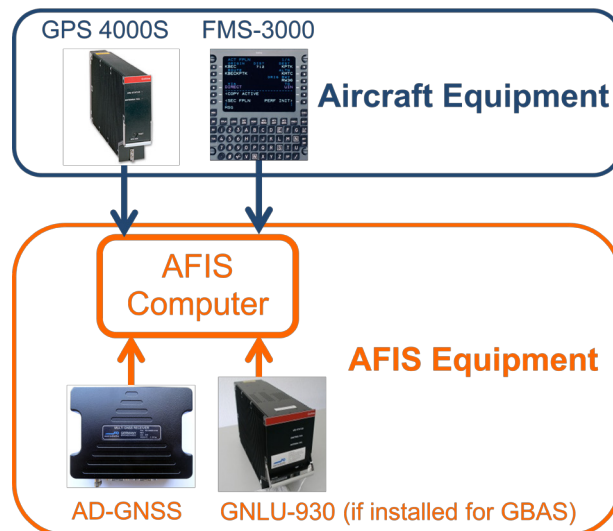 GPS 4000S
FMS-3000
Aircraft Equipment
AFIS
Computer
AFIS Equipment
AD-GNSS
GNLU-930 (if installed for GBAS)